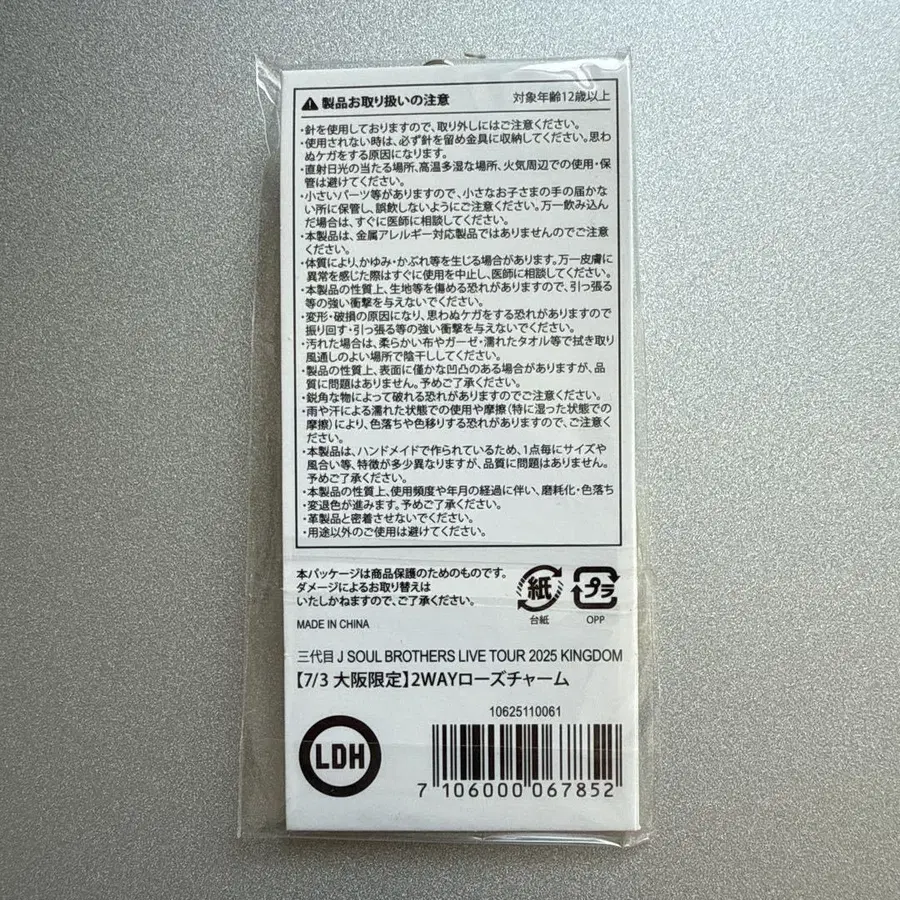 ⚠ 製品お取り扱いの注意 対象年齢12歳以上
・針を使用しておりますので、取り外しにはご注意ください。
・使用されない時は、必ず針を留め金具に収納してください。思わ
ぬケガをする原因になります。
・直射日光の当たる場所、高温多湿な場所、火気周辺での使用・保
管は避けてください。
・小さいパーツ等がありますので、小さなお子さまの手の届かな
い所に保管し、誤飲しないようにご注意ください。万一飲み込ん
だ場合は、すぐに医師に相談してください。
・本製品は、金属アレルギー対応製品ではありませんのでご注意
ください。
・体質により、かゆみ・かぶれ等を生じる場合があります。万一皮膚に
異常を感じた際はすぐに使用を中止し、医師に相談してください。
・本製品の性質上、生地等を傷める恐れがありますので、引っ張る
等の強い衝撃を与えないでください。
・変形・破損の原因になり、思わぬケガをする恐れがありますので
振り回す・引っ張る等の強い衝撃を与えないでください。
・汚れた場合は、柔らかい布やガーゼ・濡れたタオル等で拭き取り
風通しのよい場所で陰干ししてください。
・製品の性質上、表面に僅かな凹凸のある場合がありますが、品
質に問題はありません。予めご了承ください。
・鋭角な物によって破れる恐れがありますのでご注意ください。
・雨や汗による濡れた状態での使用や摩擦(特に湿った状態での
摩擦)により、色落ちや色移りする恐れがありますので、ご注意く
ださい。
・本製品は、ハンドメイドで作られているため、1点毎にサイズや
風合い等、特徴が多少異なりますが、品質に問題はありません。
予めご了承ください。
・本製品の性質上、使用頻度や年月の経過に伴い、磨耗化・色落ち
・変退色が進みます。予めご了承ください。
・革製品と密着させないでください。
・用途以外のご使用は避けてください。
本パッケージは商品保護のためのものです。
ダメージによるお取り替えは
いたしかねますので、ご了承ください。
紙 プラ
台紙 OPP
MADE IN CHINA
三代目 J SOUL BROTHERS LIVE TOUR 2025 KINGDOM
【7/3 大阪限定】2WAYローズチャーム
10625110061
LDH
7 106000 067852